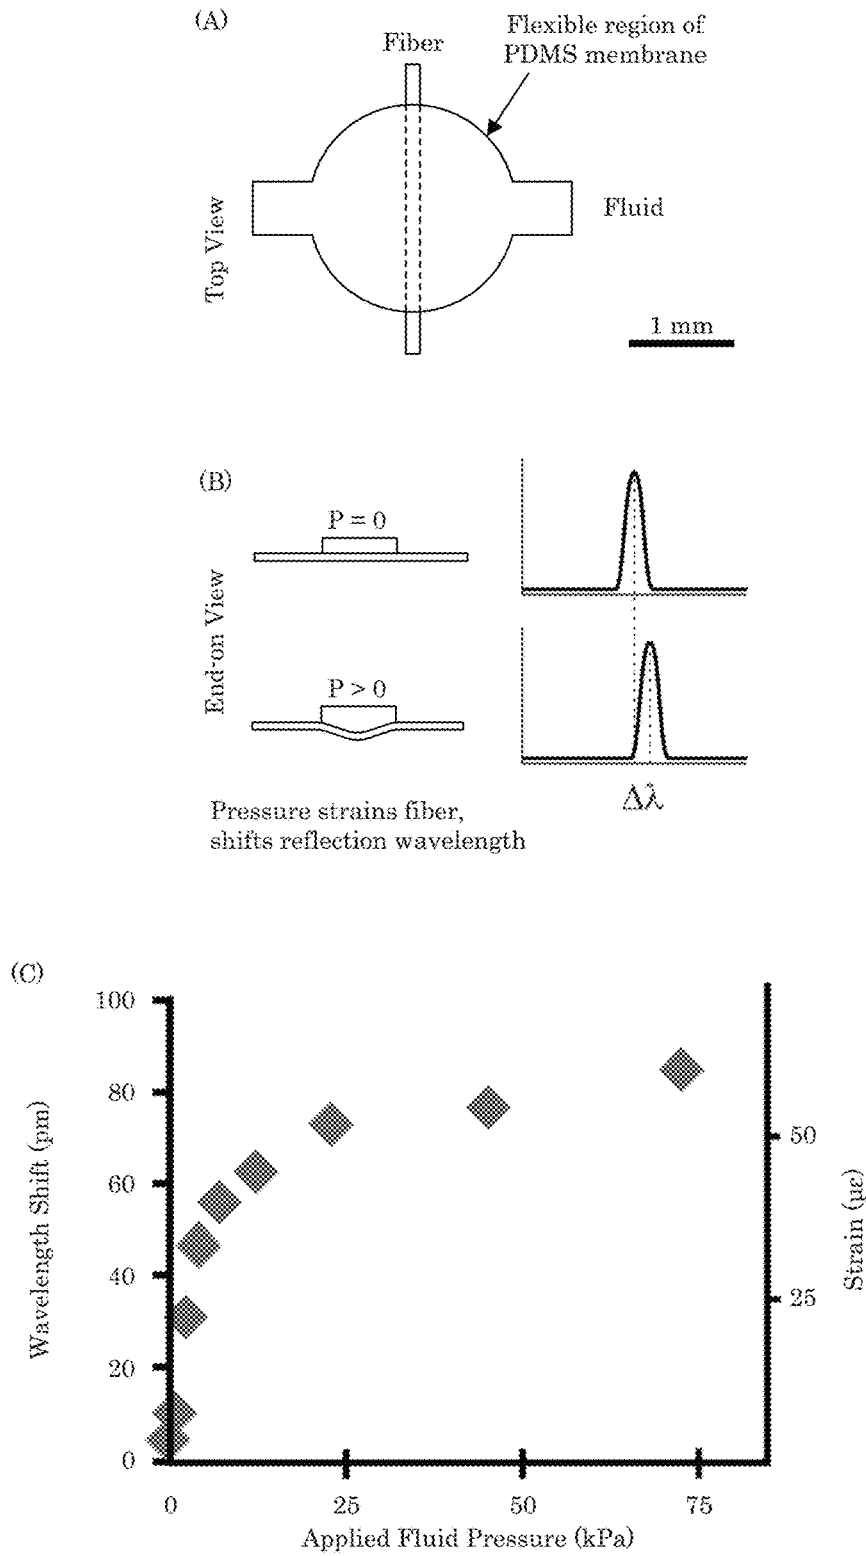 (A)
Fiber
Flexible region of
PDMS membrane
Top View
Fluid
1 mm
(B)
P = 0
End-on View
P > 0
Δλ
Pressure strains fiber,
shifts reflection wavelength
(C)
100
80
60
40
20
0
Wavelength Shift (pm)
50
25
Strain (με)
0
25
50
75
Applied Fluid Pressure (kPa)